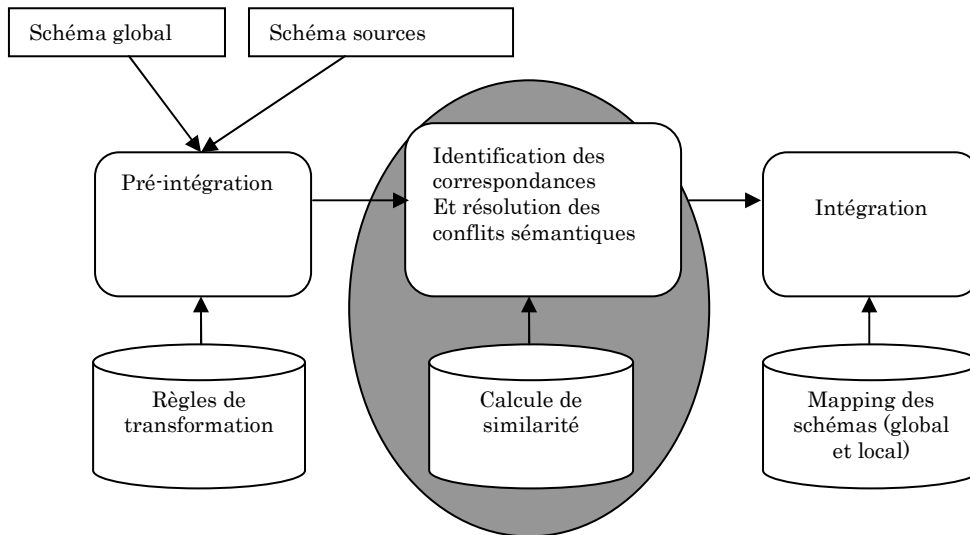 Schéma global
Schéma sources
Pré-intégration
Identification des
correspondances
Et résolution des
conflits sémantiques
Intégration
Règles de
transformation
Calcule de
similarité
Mapping des
schémas (global
et local)